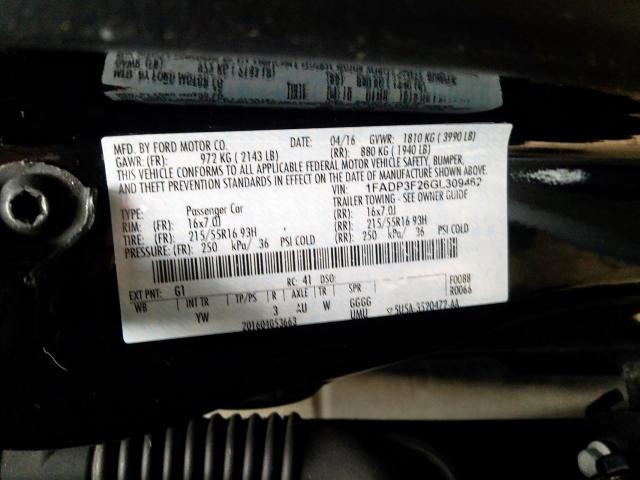 MFD. BY FORD MOTOR CO. DATE: 04/16 GVWR: 1810 KG ( 3990 LB)
GAWR: (FR): 972 KG ( 2143 LB) (RR): 880 KG ( 1940 LB)
THIS VEHICLE CONFORMS TO ALL APPLICABLE FEDERAL MOTOR VEHICLE SAFETY, BUMPER,
AND THEFT PREVENTION STANDARDS IN EFFECT ON THE DATE OF MANUFACTURE SHOWN ABOVE.
VIN: 1FADP3F26GL309462
TYPE: Passenger Car TRAILER TOWING - SEE OWNER GUIDE
RIM: (FR): 16x7.0J (RR): 16x7.0J
TIRE: (FR): 215/55R16 93H (RR): 215/55R16 93H
PRESSURE: (FR): 250 kPa/ 36 PSI COLD (RR): 250 kPa/ 36 PSI COLD
EXT PNT: G1 RC: 41 DSO: F0088
WB INT TR TP/PS R AXLE TR SPR R0066
YW 3 AU W GGGG
UMU
201604053663 5U5A-3520472-AA